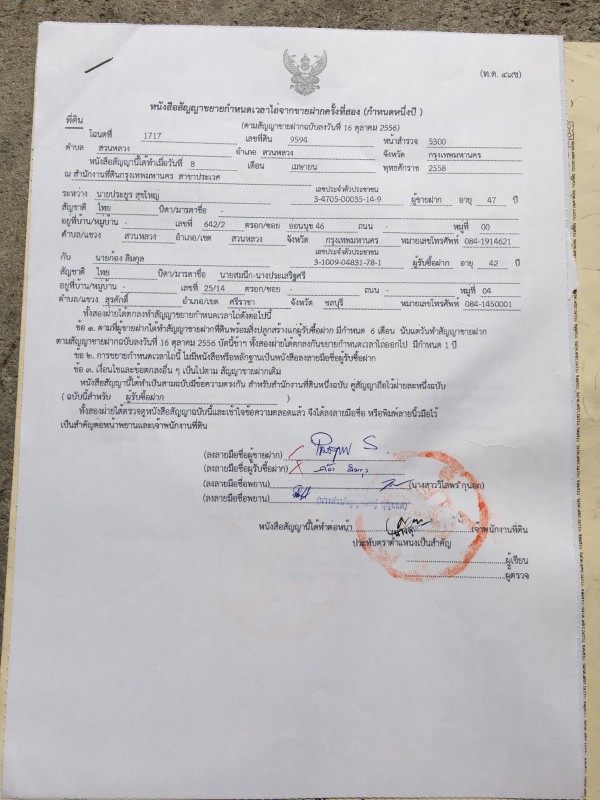 (ท.ด. ๔๙ซ)
หนังสือสัญญาขยายกำหนดเวลาไถ่จากขายฝากครั้งที่สอง (กำหนดหนึ่งปี )
(ตามสัญญาขายฝากฉบับลงวันที่ 16 ตุลาคม 2556)
ที่ดิน
โฉนดที่ 1717 เลขที่ดิน 9594 หน้าสำรวจ 5300
ตำบล สวนหลวง อำเภอ สวนหลวง จังหวัด กรุงเทพมหานคร
หนังสือสัญญานี้ได้ทำเมื่อวันที่ 8 เดือน เมษายน พุทธศักราช 2558
ณ สำนักงานที่ดินกรุงเทพมหานคร สาขาประเวศ
ระหว่าง นายประยูร สุขใหญ่ เลขประจำตัวประชาชน 3-4705-00035-14-9 ผู้ขายฝาก อายุ 47 ปี
สัญชาติ ไทย บิดา/มารดาชื่อ -
อยู่ที่บ้าน/หมู่บ้าน - เลขที่ 642/2 ตรอก/ซอย อ่อนนุช 46 ถนน - หมู่ที่ 00
ตำบล/แขวง สวนหลวง อำเภอ/เขต สวนหลวง จังหวัด กรุงเทพมหานคร หมายเลขโทรศัพท์ 084-1914621
กับ นายก้อง ลิมกุล เลขประจำตัวประชาชน 3-1009-04831-78-1 ผู้รับซื้อฝาก อายุ 42 ปี
สัญชาติ ไทย บิดา/มารดาชื่อ นายสมนึก-นางประเสริฐศรี
อยู่ที่บ้าน/หมู่บ้าน - เลขที่ 25/14 ตรอก/ซอย - ถนน - หมู่ที่ 04
ตำบล/แขวง สุรศักดิ์ อำเภอ/เขต ศรีราชา จังหวัด ชลบุรี หมายเลขโทรศัพท์ 084-1450001
ทั้งสองฝ่ายได้ตกลงทำสัญญาขยายกำหนดเวลาไถ่ดังต่อไปนี้
ข้อ ๑. ตามที่ผู้ขายฝากได้ทำสัญญาขายฝากที่ดินพร้อมสิ่งปลูกสร้างแก่ผู้รับซื้อฝาก มีกำหนด 6 เดือน นับแต่วันทำสัญญาขายฝาก
ตามสัญญาขายฝากฉบับลงวันที่ 16 ตุลาคม 2556 บัดนี้ข้าฯ ทั้งสองฝ่ายได้ตกลงกันขยายกำหนดเวลาไถ่ออกไป มีกำหนด 1 ปี
ข้อ ๒. การขยายกำหนดเวลาไถ่นี้ ไม่มีหนังสือหรือหลักฐานเป็นหนังสือลงลายมือชื่อผู้รับซื้อฝาก
ข้อ ๓. เงื่อนไขและข้อตกลงอื่น ๆ เป็นไปตาม สัญญาขายฝากเดิม
หนังสือสัญญานี้ได้ทำเป็นสามฉบับมีข้อความตรงกัน สำหรับสำนักงานที่ดินหนึ่งฉบับ คู่สัญญาถือไว้ฝ่ายละหนึ่งฉบับ
( ฉบับนี้สำหรับ ผู้รับซื้อฝาก )
ทั้งสองฝ่ายได้ตรวจดูหนังสือสัญญาฉบับนี้และเข้าใจข้อความตลอดแล้ว จึงได้ลงลายมือชื่อ หรือพิมพ์ลายนิ้วมือไว้
เป็นสำคัญต่อหน้าพยานและเจ้าพนักงานที่ดิน
(ลงลายมือชื่อผู้ขายฝาก)
(ลงลายมือชื่อผู้รับซื้อฝาก)
(ลงลายมือชื่อพยาน) (นางสาววิไลพร กุนอก)
(ลงลายมือชื่อพยาน)
หนังสือสัญญานี้ได้ทำต่อหน้า เจ้าพนักงานที่ดิน
ประทับตราตำแหน่งเป็นสำคัญ
ผู้เขียน
ผู้ตรวจ